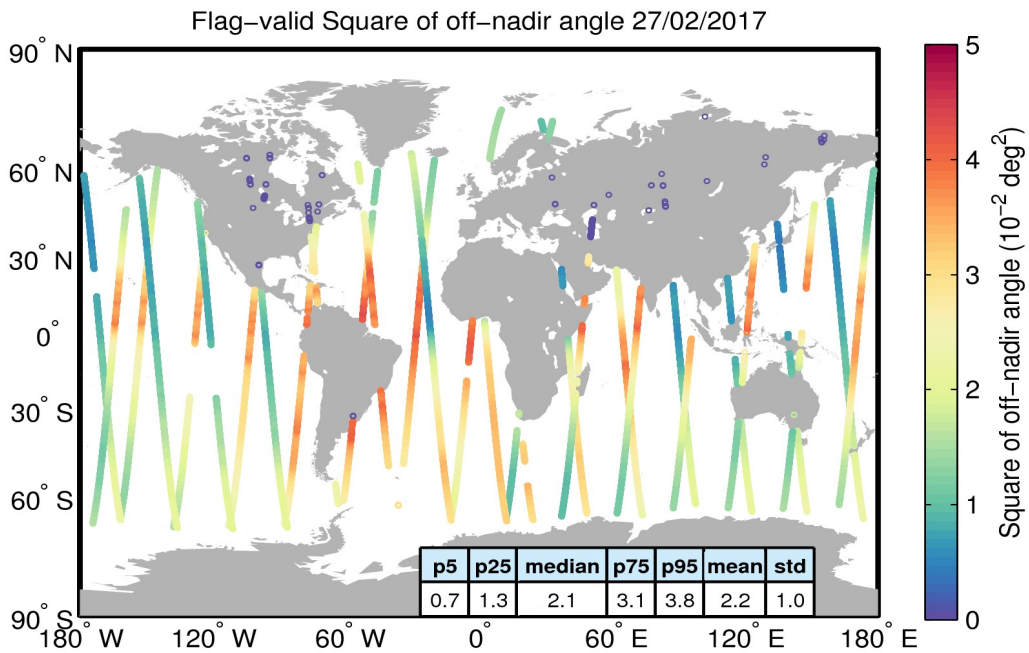 Flag-valid Square of off-nadir angle 27/02/2017
90° N
60° N
30° N
0°
30° S
60° S
90° S
180° W
120° W
60° W
0°
60° E
120° E
180° E
p5 p25 median p75 p95 mean std
0.7 1.3 2.1 3.1 3.8 2.2 1.0
5
4
3
2
1
0
Square of off-nadir angle (10⁻² deg²)